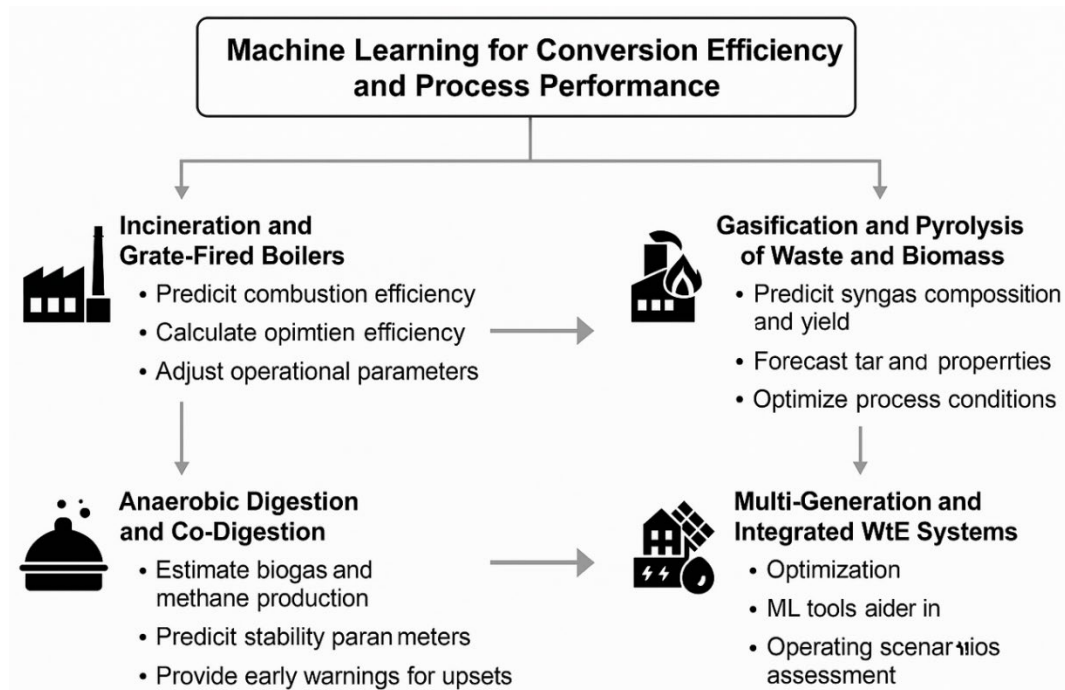 Machine Learning for Conversion Efficiency
and Process Performance
Incineration and
Grate-Fired Boilers
• Predicit combustion efficiency
• Calculate opimtien efficiency
• Adjust operational parameters
Gasification and Pyrolysis
of Waste and Biomass
• Predicit syngas compossition
and yield
• Forecast tar and properrties
• Optimize process conditions
Anaerobic Digestion
and Co-Digestion
• Estimate biogas and
methane production
• Predicit stability paran meters
• Provide early warnings for upsets
Multi-Generation and
Integrated WtE Systems
• Optimization
• ML tools aider in
• Operating scenarios
assessment